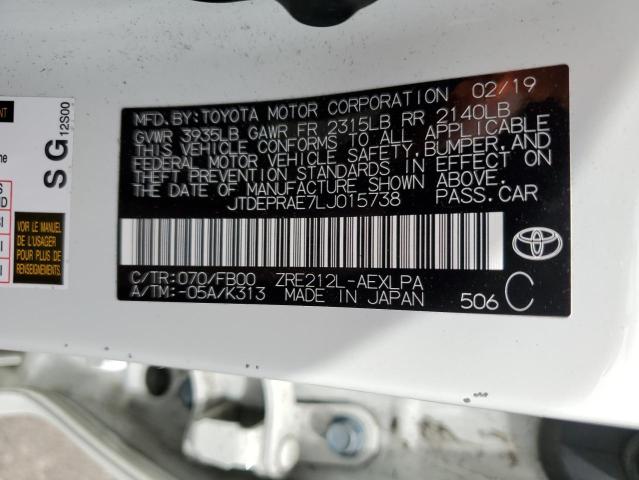 MFD.BY:TOYOTA MOTOR CORPORATION 02/19
GVWR 3935LB GAWR FR 2315LB RR 2140LB
THIS VEHICLE CONFORMS TO ALL APPLICABLE
FEDERAL MOTOR VEHICLE SAFETY, BUMPER, AND
THEFT PREVENTION STANDARDS IN EFFECT ON
THE DATE OF MANUFACTURE SHOWN ABOVE.
JTDEPRAE7LJ015738 PASS.CAR
C/TR:070/FB00 ZRE212L-AEXLPA
A/TM:-05A/K313 MADE IN JAPAN 506 C
SG 12S00
VOIR LE MANUEL
DE L'USAGER
POUR PLUS DE